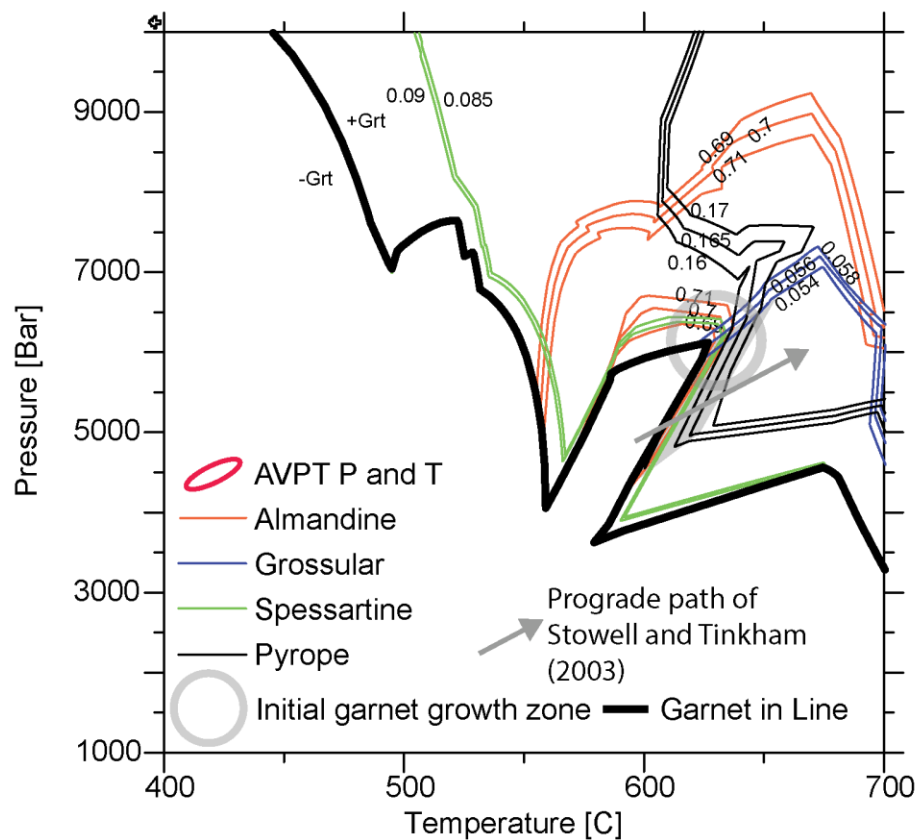 9000
7000
5000
3000
1000
Pressure [Bar]
400
500
600
700
Temperature [C]
0.09
0.085
+Grt
-Grt
0.69
0.7
0.71
0.17
0.165
0.16
0.056
0.058
0.054
0.71
0.7
AVPT P and T
Almandine
Grossular
Spessartine
Pyrope
Prograde path of
Stowell and Tinkham
(2003)
Initial garnet growth zone
Garnet in Line